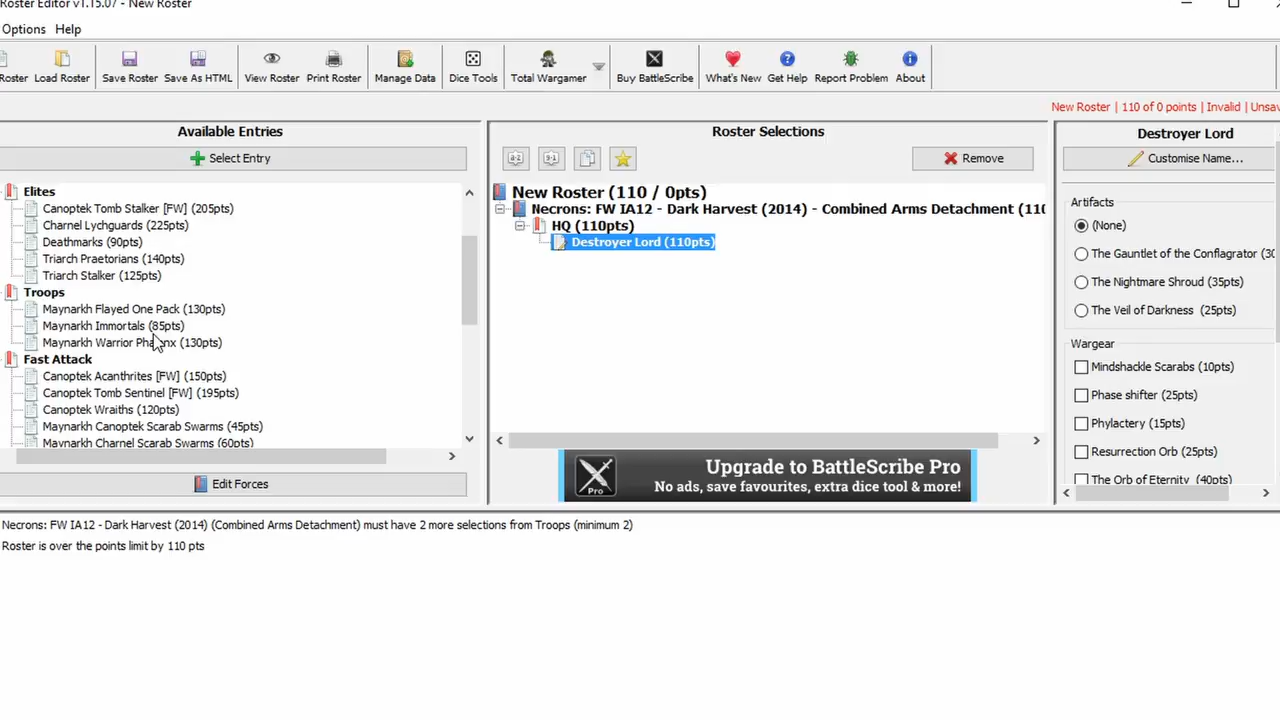 Roster Editor v1.15.07 - New Roster
Options Help
Roster Load Roster Save Roster Save As HTML View Roster Print Roster Manage Data Dice Tools Total Wargamer Buy BattleScribe What's New Get Help Report Problem About
New Roster | 110 of 0 points | Invalid | Unsav
Available Entries
Select Entry
Elites
Canoptek Tomb Stalker [FW] (205pts)
Charnel Lychguards (225pts)
Deathmarks (90pts)
Triarch Praetorians (140pts)
Triarch Stalker (125pts)
Troops
Maynarkh Flayed One Pack (130pts)
Maynarkh Immortals (85pts)
Maynarkh Warrior (130pts)
Fast Attack
Canoptek Acanthrites [FW] (150pts)
Canoptek Tomb Sentinel [FW] (195pts)
Canoptek Wraiths (120pts)
Maynarkh Canoptek Scarab Swarms (45pts)
Maynarkh Charnel Scarab Swarms (60pts)
Edit Forces
Roster Selections
a-z
9-1
Remove
New Roster (110 / 0pts)
Necrons: FW IA12 - Dark Harvest (2014) - Combined Arms Detachment (110
HQ (110pts)
Destroyer Lord (110pts)
Pro
Upgrade to BattleScribe Pro
No ads, save favourites, extra dice tool & more!
Destroyer Lord
Customise Name...
Artifacts
(None)
The Gauntlet of the Conflagrator (30
The Nightmare Shroud (35pts)
The Veil of Darkness (25pts)
Wargear
Mindshackle Scarabs (10pts)
Phase shifter (25pts)
Phylactery (15pts)
Resurrection Orb (25pts)
The Orb of Eternity (40pts)
Necrons: FW IA12 - Dark Harvest (2014) (Combined Arms Detachment) must have 2 more selections from Troops (minimum 2)
Roster is over the points limit by 110 pts